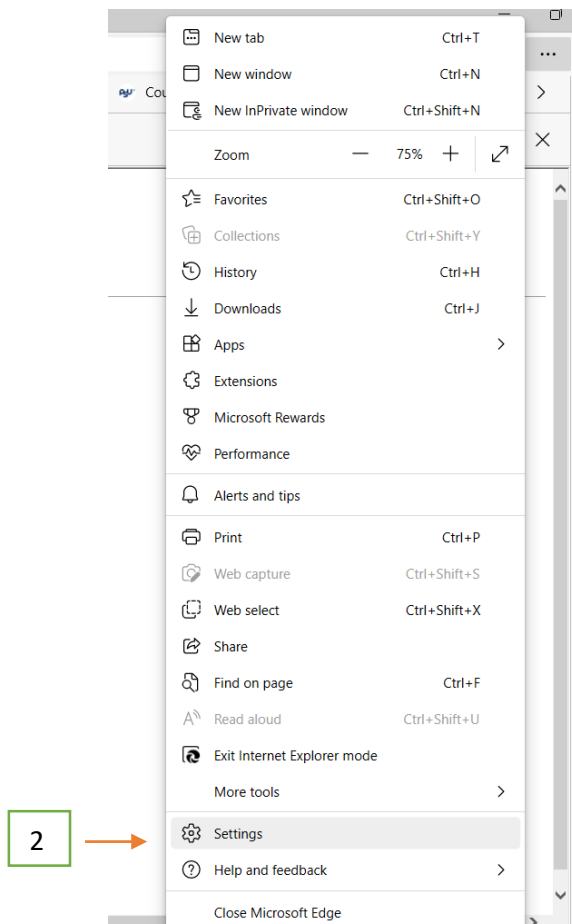 New tab Ctrl+T
New window Ctrl+N
Cou
New InPrivate window Ctrl+Shift+N
Zoom 75%
Favorites Ctrl+Shift+O
Collections Ctrl+Shift+Y
History Ctrl+H
Downloads Ctrl+J
Apps
Extensions
Microsoft Rewards
Performance
Alerts and tips
Print Ctrl+P
Web capture Ctrl+Shift+S
Web select Ctrl+Shift+X
Share
Find on page Ctrl+F
Read aloud Ctrl+Shift+U
Exit Internet Explorer mode
More tools
2
Settings
Help and feedback
Close Microsoft Edge